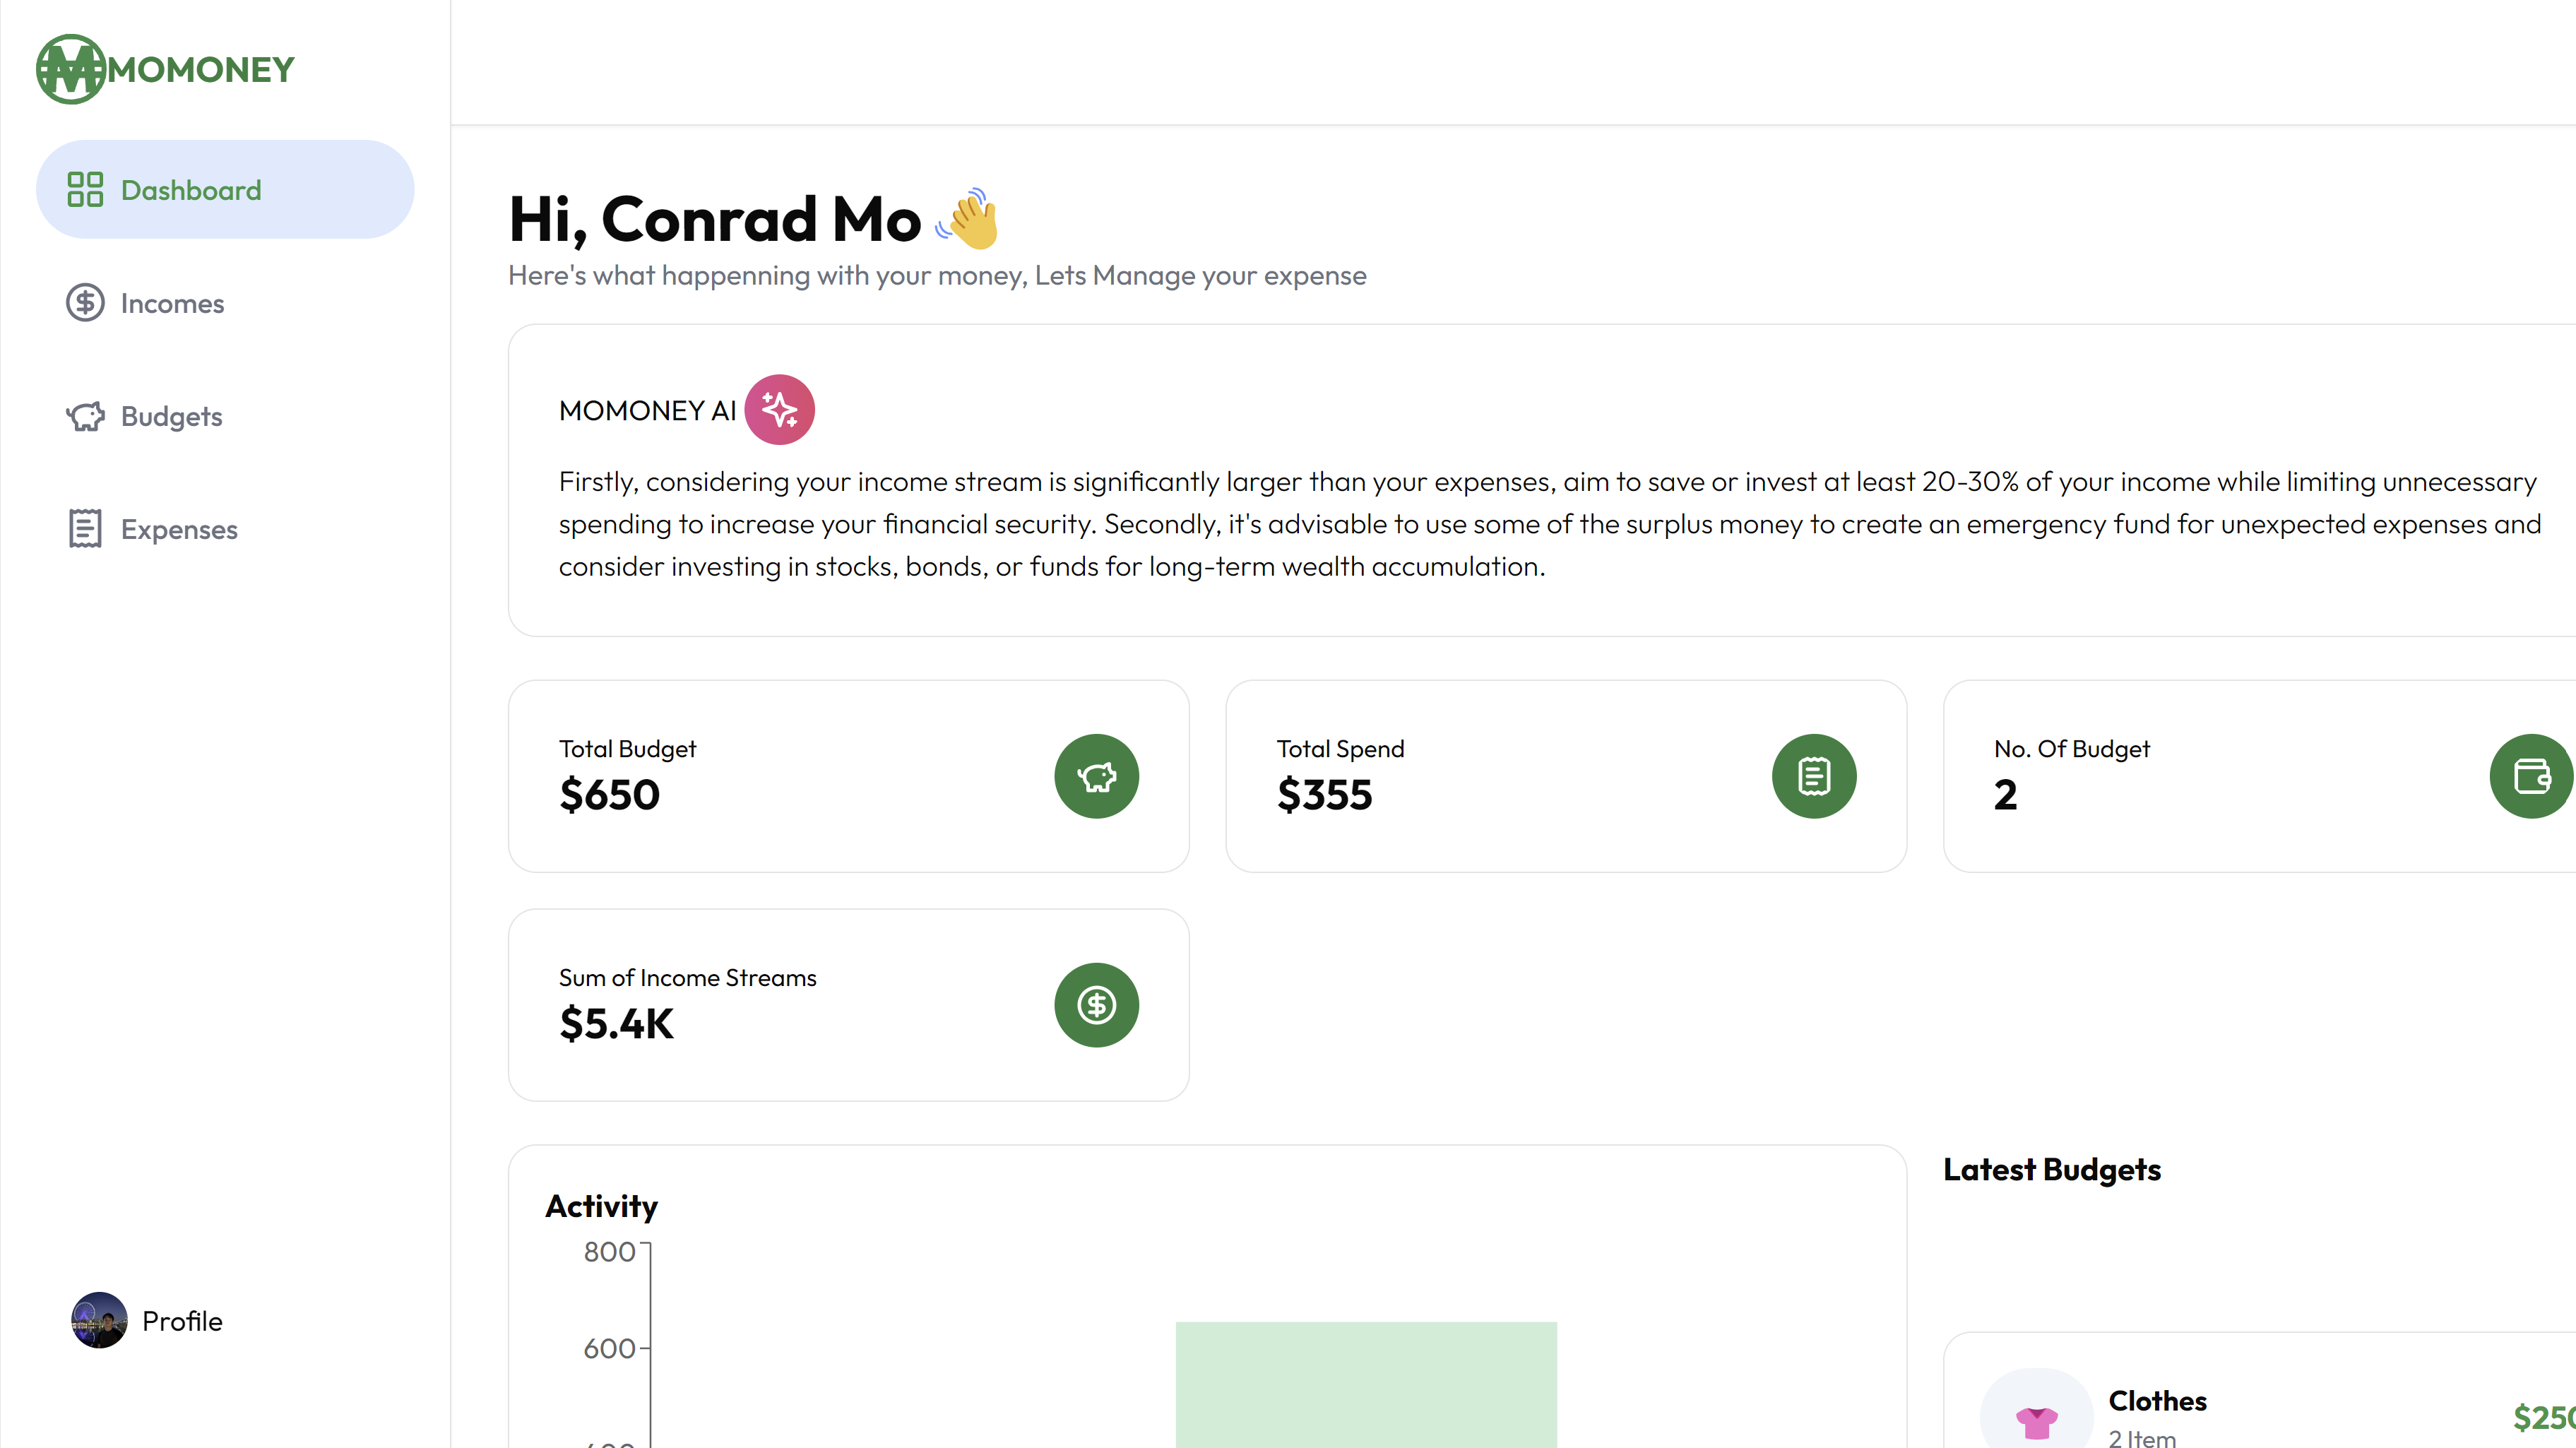 MOMONEY
Dashboard
Incomes
Budgets
Expenses
Profile
Hi, Conrad Mo
Here's what happenning with your money, Lets Manage your expense
MOMONEY AI
Firstly, considering your income stream is significantly larger than your expenses, aim to save or invest at least 20-30% of your income while limiting unnecessary
spending to increase your financial security. Secondly, it's advisable to use some of the surplus money to create an emergency fund for unexpected expenses and
consider investing in stocks, bonds, or funds for long-term wealth accumulation.
Total Budget
$650
Total Spend
$355
No. Of Budget
2
Sum of Income Streams
$5.4K
Activity
800
600
Latest Budgets
Clothes
$250
2 Item